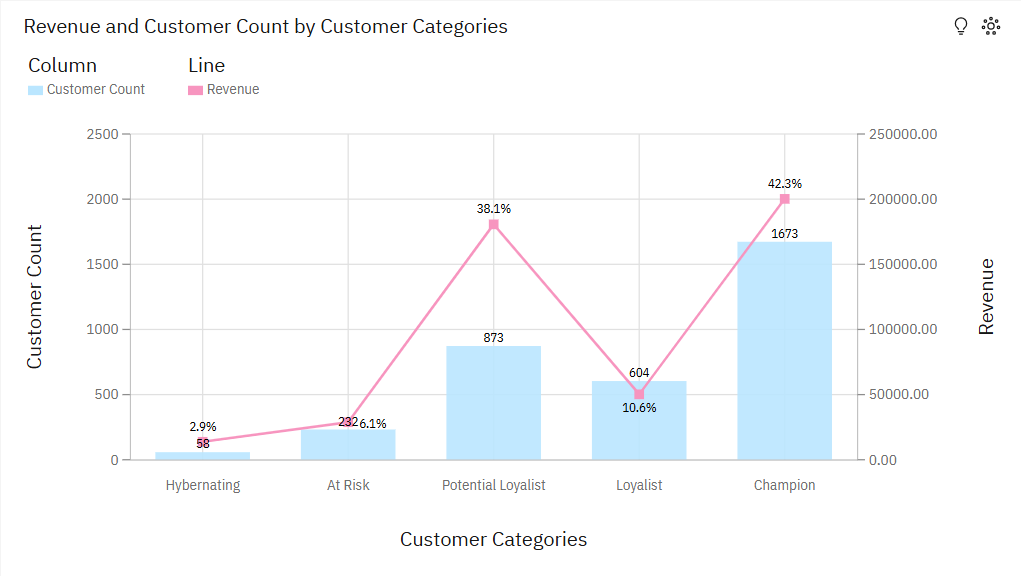 Revenue and Customer Count by Customer Categories
Column Line
Customer Count Revenue
2500 250000.00
42.3%
2000 38.1% 200000.00
1673
1500 150000.00
Customer Count
Revenue
873
1000 100000.00
604
500 50000.00
2.9% 232 6.1% 10.6%
58
0 0.00
Hybernating At Risk Potential Loyalist Loyalist Champion
Customer Categories